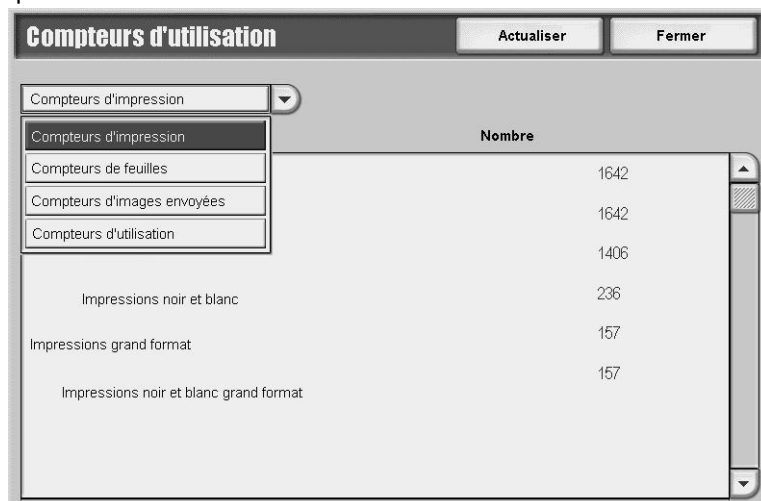 Compteurs d'utilisation
Actualiser
Fermer
Compteurs d'impression
Compteurs d'impression
Nombre
Compteurs de feuilles
1642
Compteurs d'images envoyées
1642
Compteurs d'utilisation
1406
Impressions noir et blanc
236
Impressions grand format
157
Impressions noir et blanc grand format
157